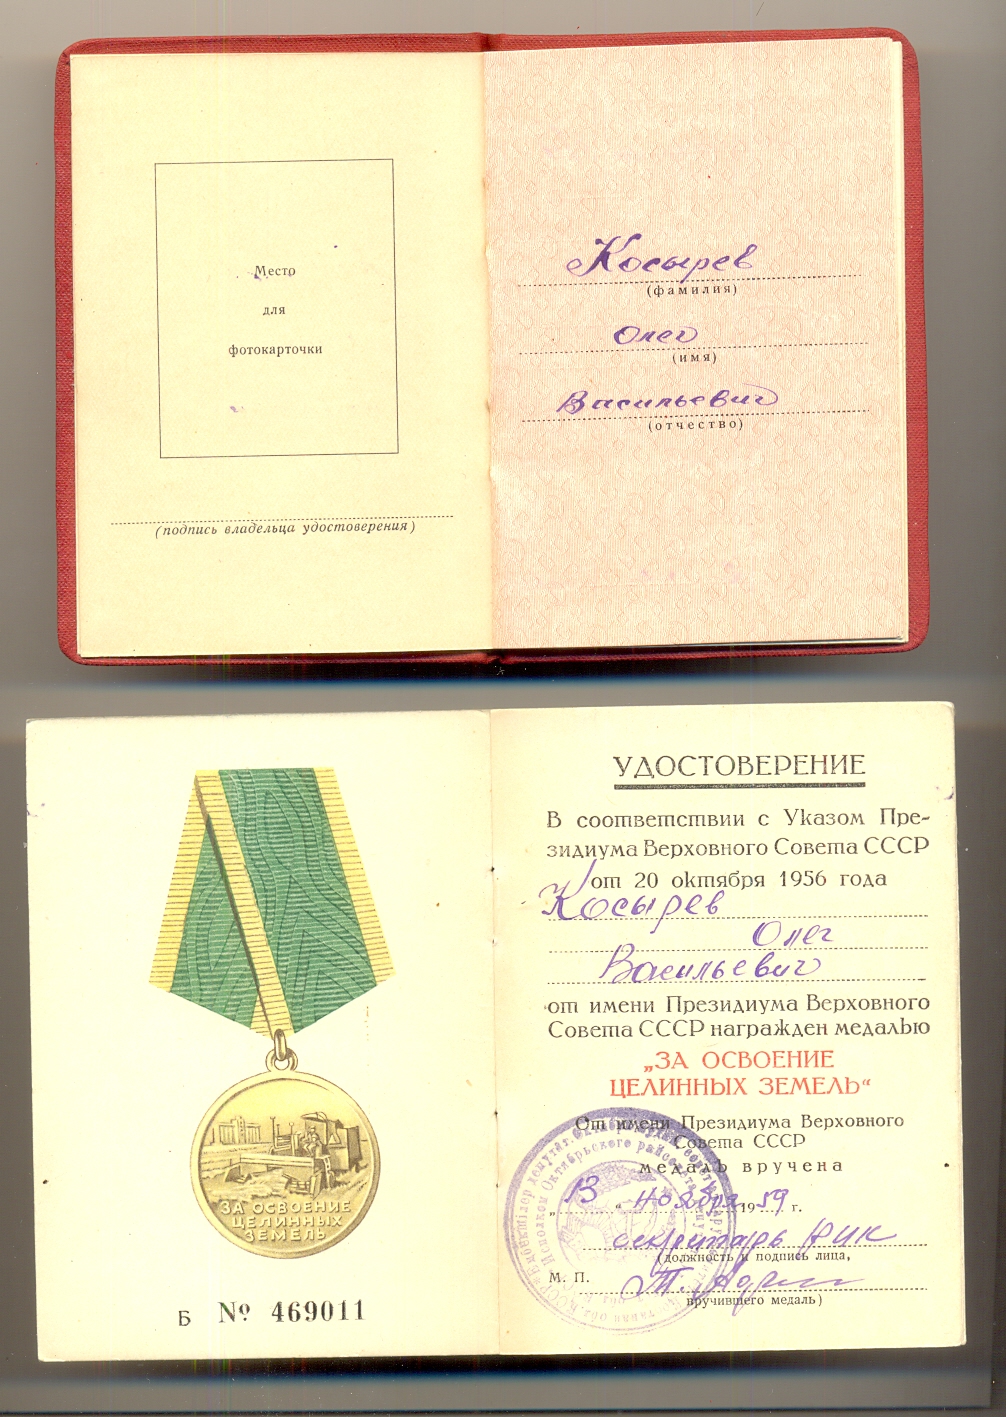 Место
для
фотокарточки
(подпись владельца удостоверения)
Косырев
(фамилия)
Олег
(имя)
Васильевич
(отчество)
ЗА ОСВОЕНИЕ
ЦЕЛИННЫХ
ЗЕМЕЛЬ
Б № 469011
УДОСТОВЕРЕНИЕ
В соответствии с Указом Пре-
зидиума Верховного Совета СССР
от 20 октября 1956 года
Косырев
Олег
Васильевич
от имени Президиума Верховного
Совета СССР награжден медалью
„ЗА ОСВОЕНИЕ
ЦЕЛИННЫХ ЗЕМЕЛЬ“
От имени Президиума Верховного
Совета СССР
медаль вручена
„13“ ноября 1959 г.
секретарь РИК
(должность и подпись лица,
М. П.
вручившего медаль)
Исполком Октябрьского